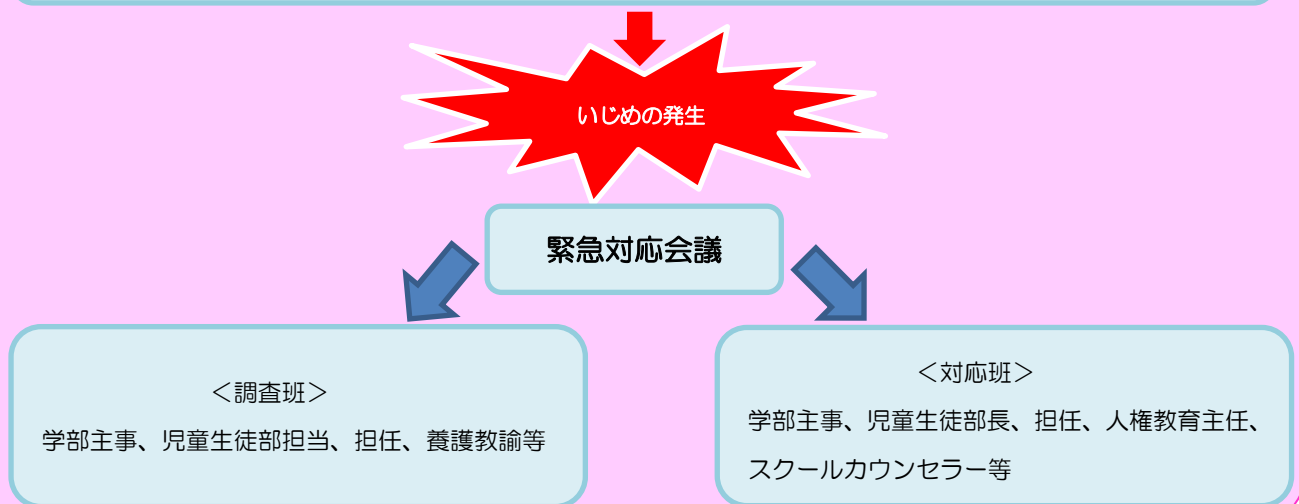 いじめの発生
緊急対応会議
＜調査班＞
学部主事、児童生徒部担当、担任、養護教諭等
＜対応班＞
学部主事、児童生徒部長、担任、人権教育主任、
スクールカウンセラー等